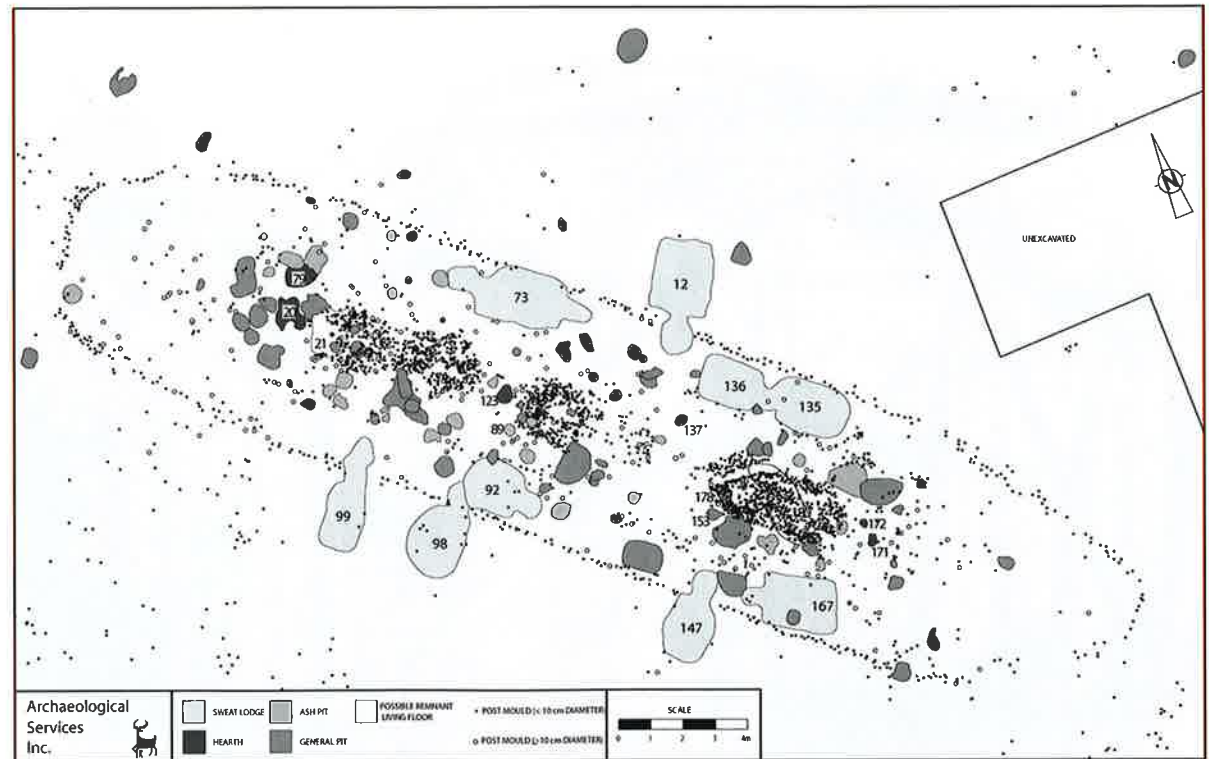 12
UNEXCAVATED
79
73
20
21
136
135
123
89
137
92
178
99
153
172
98
171
167
147
Archaeological
Services
Inc.
SWEAT LODGE
ASH PIT
POSSIBLE REMNANT
LIVING FLOOR
POST MOULD (< 10 cm DIAMETER)
HEARTH
GENERAL PIT
POST MOULD (> 10 cm DIAMETER)
SCALE
0 1 2 3 4m
N